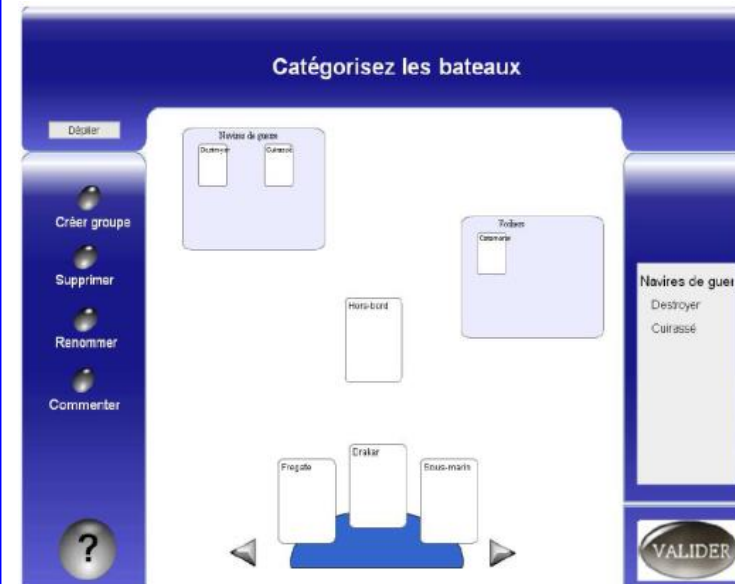 Catégorisez les bateaux
Déplier
Navires de guerre
Destroyer
Cuirassé
Créer groupe
Supprimer
Renommer
Commenter
Voiliers
Catamaran
Hors-bord
Navires de guer
Destroyer
Cuirassé
Fregate
Drakar
Sous-marin
?
VALIDER